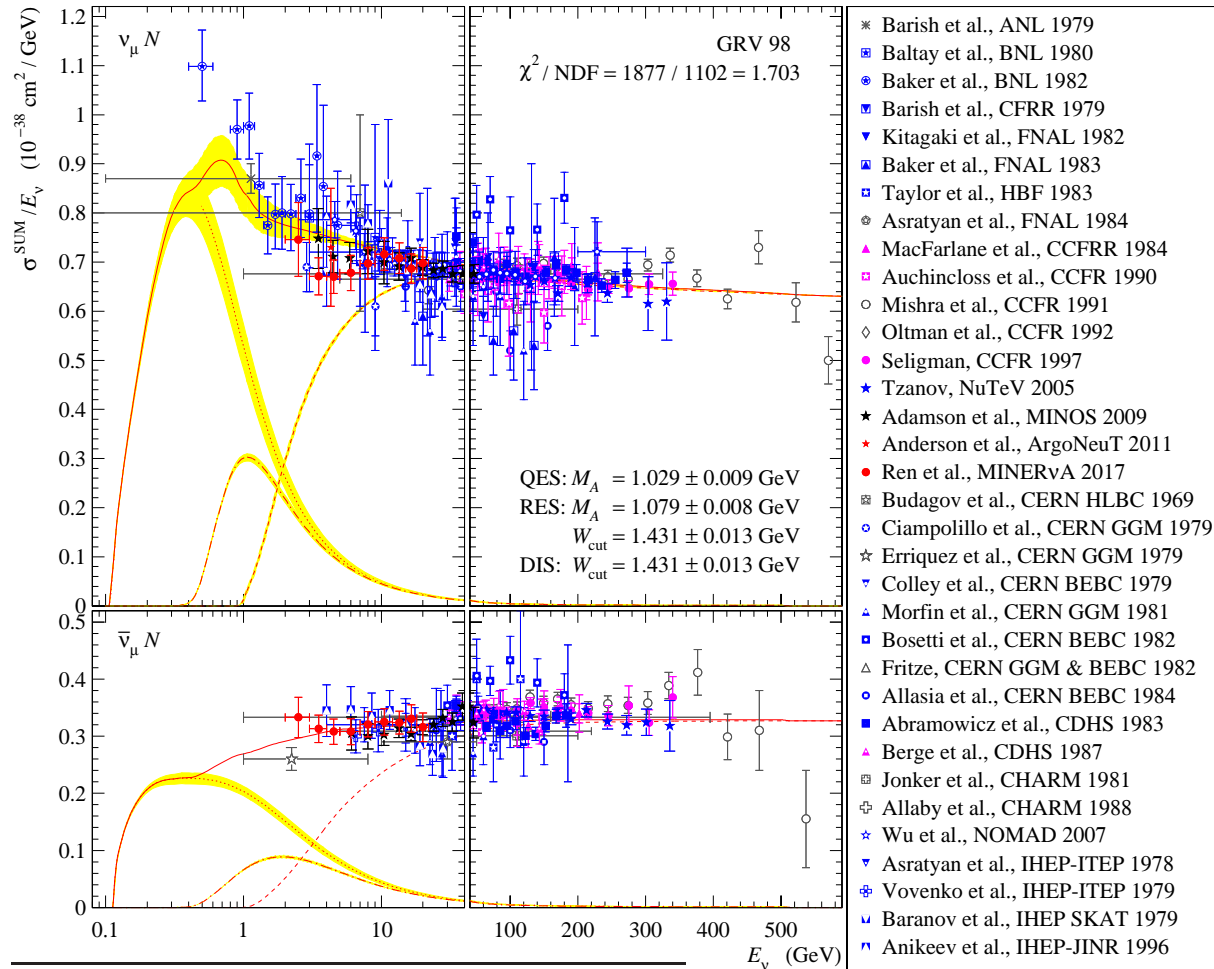 ν_μ N
GRV 98
χ² / NDF = 1877 / 1102 = 1.703
σ^SUM / E_ν (10⁻³⁸ cm² / GeV)
1.2
1.1
1
0.9
0.8
0.7
0.6
0.5
0.4
0.3
0.2
0.1
0
QES: M_A = 1.029 ± 0.009 GeV
RES: M_A = 1.079 ± 0.008 GeV
W_cut = 1.431 ± 0.013 GeV
DIS: W_cut = 1.431 ± 0.013 GeV
ν̅_μ N
0.5
0.4
0.3
0.2
0.1
0
0.1 1 10 100 200 300 400 500
E_ν (GeV)
Barish et al., ANL 1979
Baltay et al., BNL 1980
Baker et al., BNL 1982
Barish et al., CFRR 1979
Kitagaki et al., FNAL 1982
Baker et al., FNAL 1983
Taylor et al., HBF 1983
Asratyan et al., FNAL 1984
MacFarlane et al., CCFRR 1984
Auchincloss et al., CCFR 1990
Mishra et al., CCFR 1991
Oltman et al., CCFR 1992
Seligman, CCFR 1997
Tzanov, NuTeV 2005
Adamson et al., MINOS 2009
Anderson et al., ArgoNeuT 2011
Ren et al., MINERνA 2017
Budagov et al., CERN HLBC 1969
Ciampolillo et al., CERN GGM 1979
Erriquez et al., CERN GGM 1979
Colley et al., CERN BEBC 1979
Morfin et al., CERN GGM 1981
Bosetti et al., CERN BEBC 1982
Fritze, CERN GGM & BEBC 1982
Allasia et al., CERN BEBC 1984
Abramowicz et al., CDHS 1983
Berge et al., CDHS 1987
Jonker et al., CHARM 1981
Allaby et al., CHARM 1988
Wu et al., NOMAD 2007
Asratyan et al., IHEP-ITEP 1978
Vovenko et al., IHEP-ITEP 1979
Baranov et al., IHEP SKAT 1979
Anikeev et al., IHEP-JINR 1996